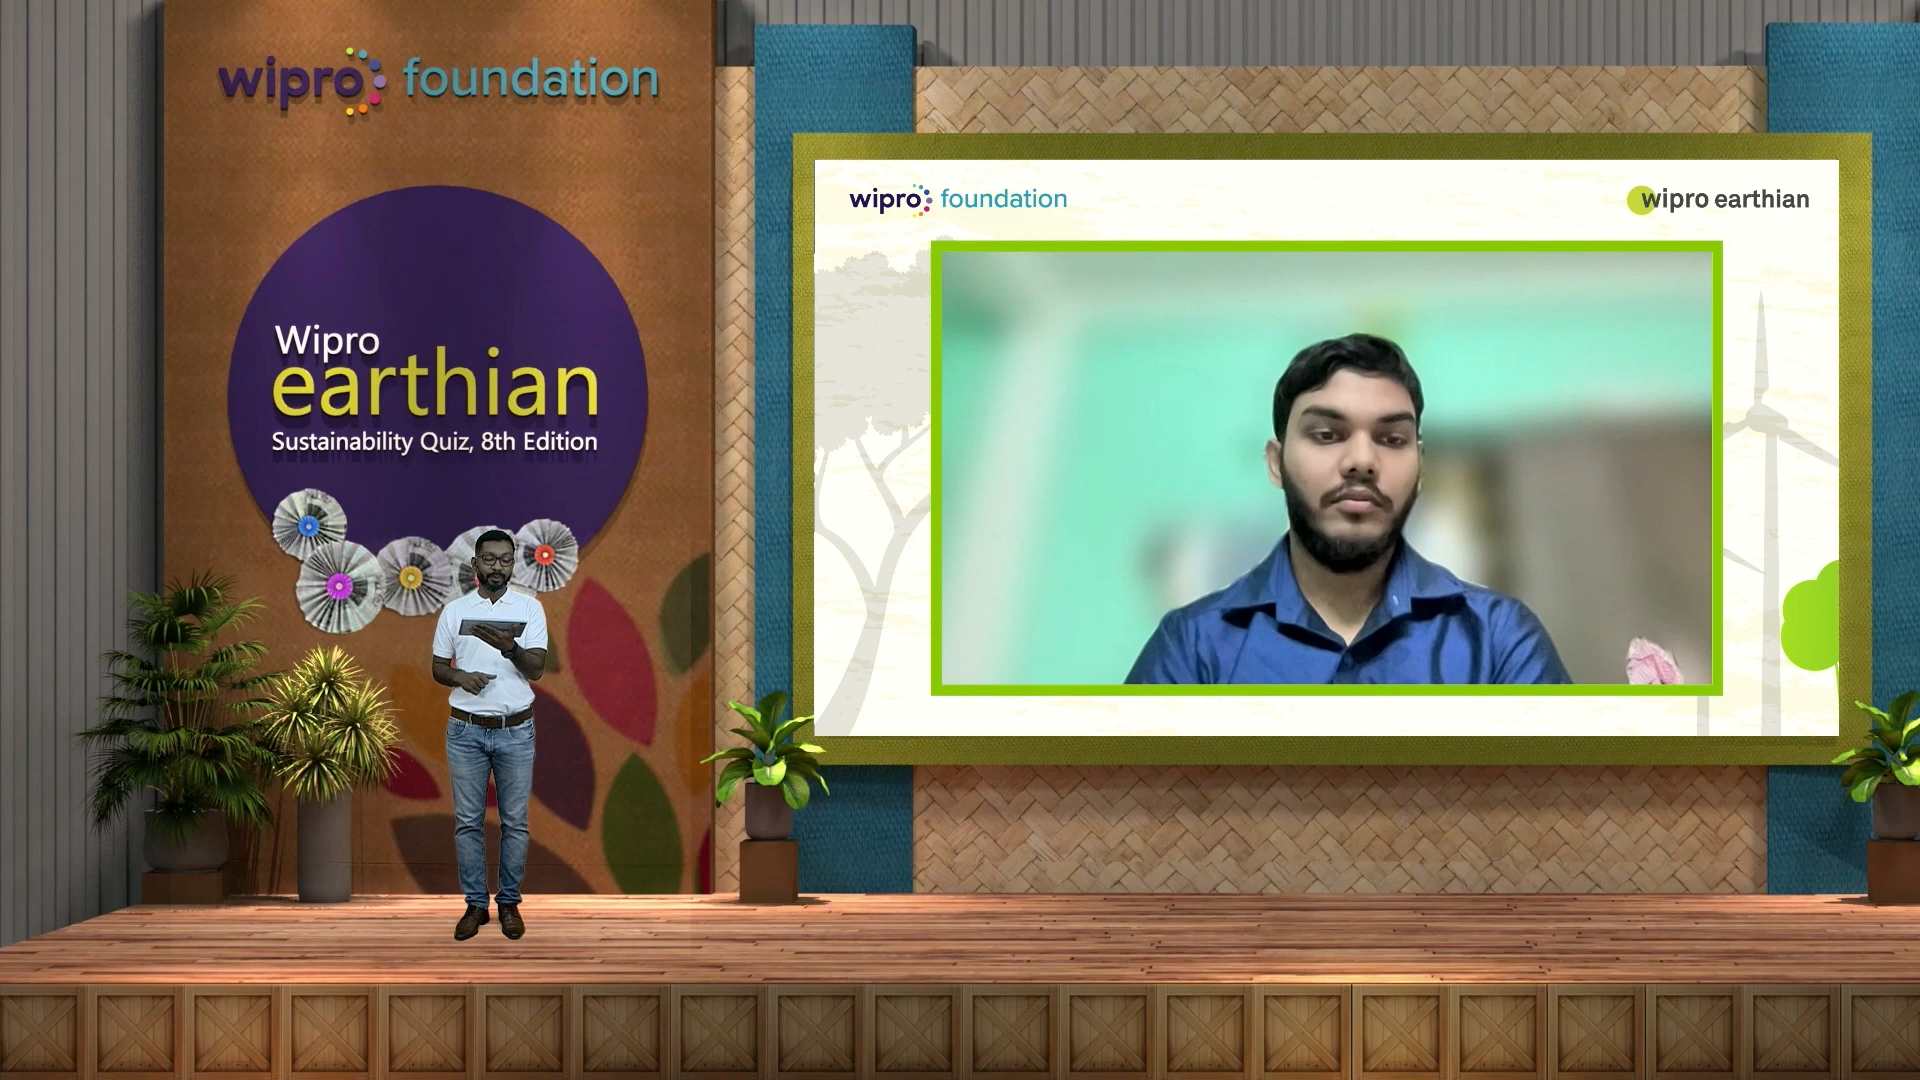 wipro foundation
Wipro
earthian
Sustainability Quiz, 8th Edition
wipro foundation
wipro earthian